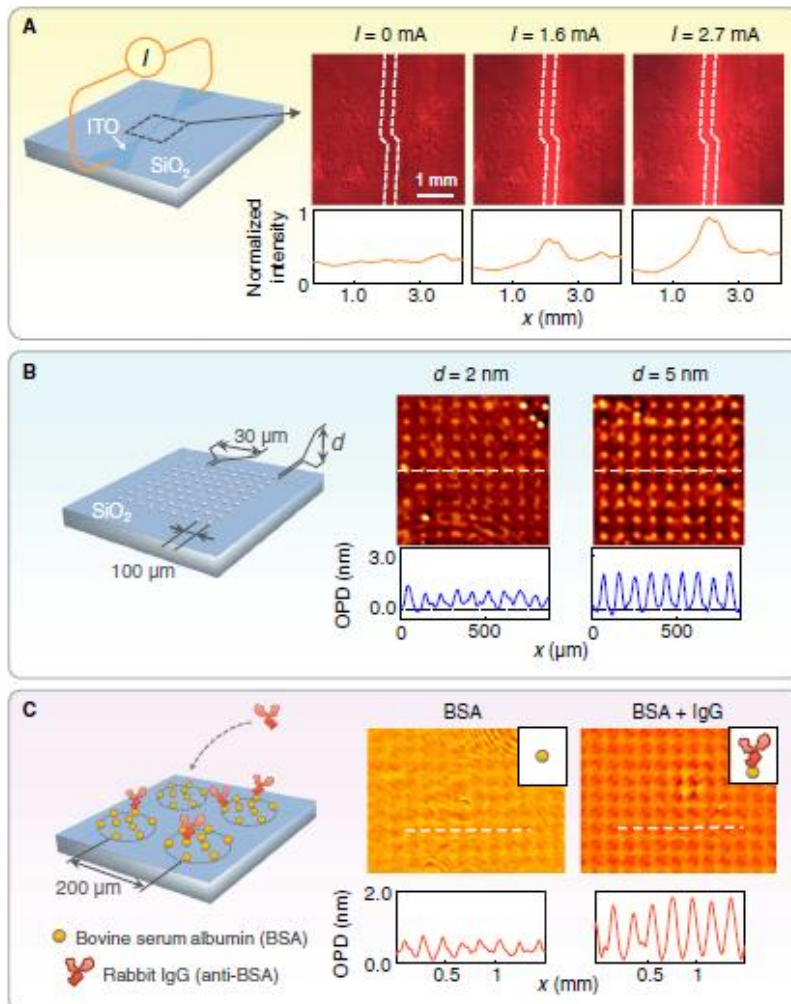 A
I = 0 mA
I = 1.6 mA
I = 2.7 mA
I
ITO
SiO₂
1 mm
Normalized
intensity
1
0
1.0 3.0
1.0 3.0
1.0 3.0
x (mm)
B
d = 2 nm
d = 5 nm
30 µm
d
SiO₂
100 µm
OPD (nm)
3.0
0.0
0 500
0 500
x (µm)
C
BSA
BSA + IgG
200 µm
Bovine serum albumin (BSA)
Rabbit IgG (anti-BSA)
OPD (nm)
2.0
0.0
0.5 1
0.5 1
x (mm)